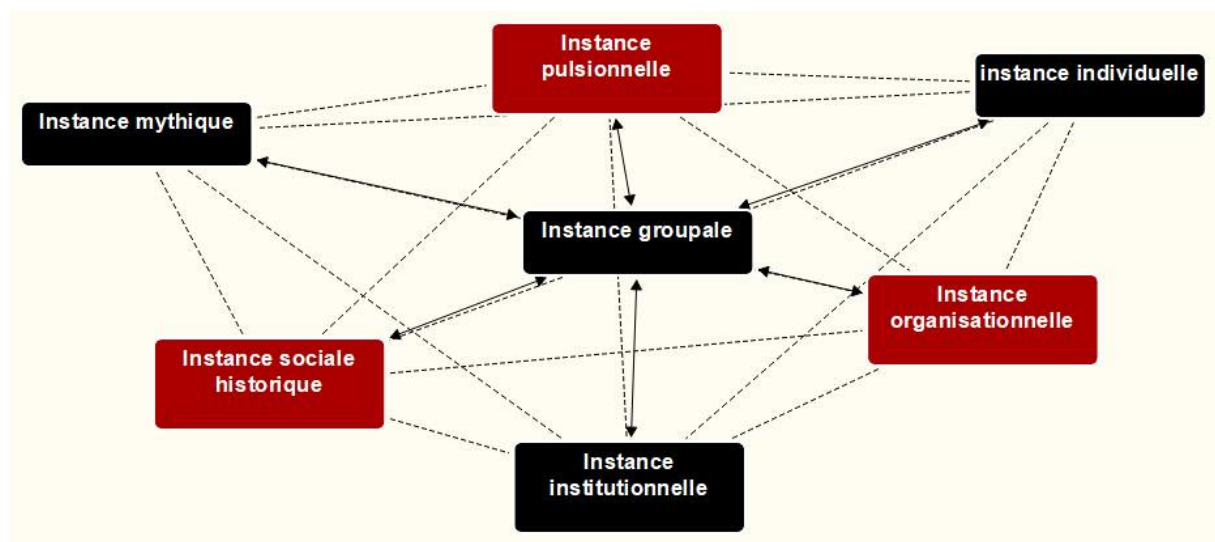 Instance
pulsionnelle
instance individuelle
Instance mythique
Instance groupale
Instance
organisationnelle
Instance sociale
historique
Instance
institutionnelle